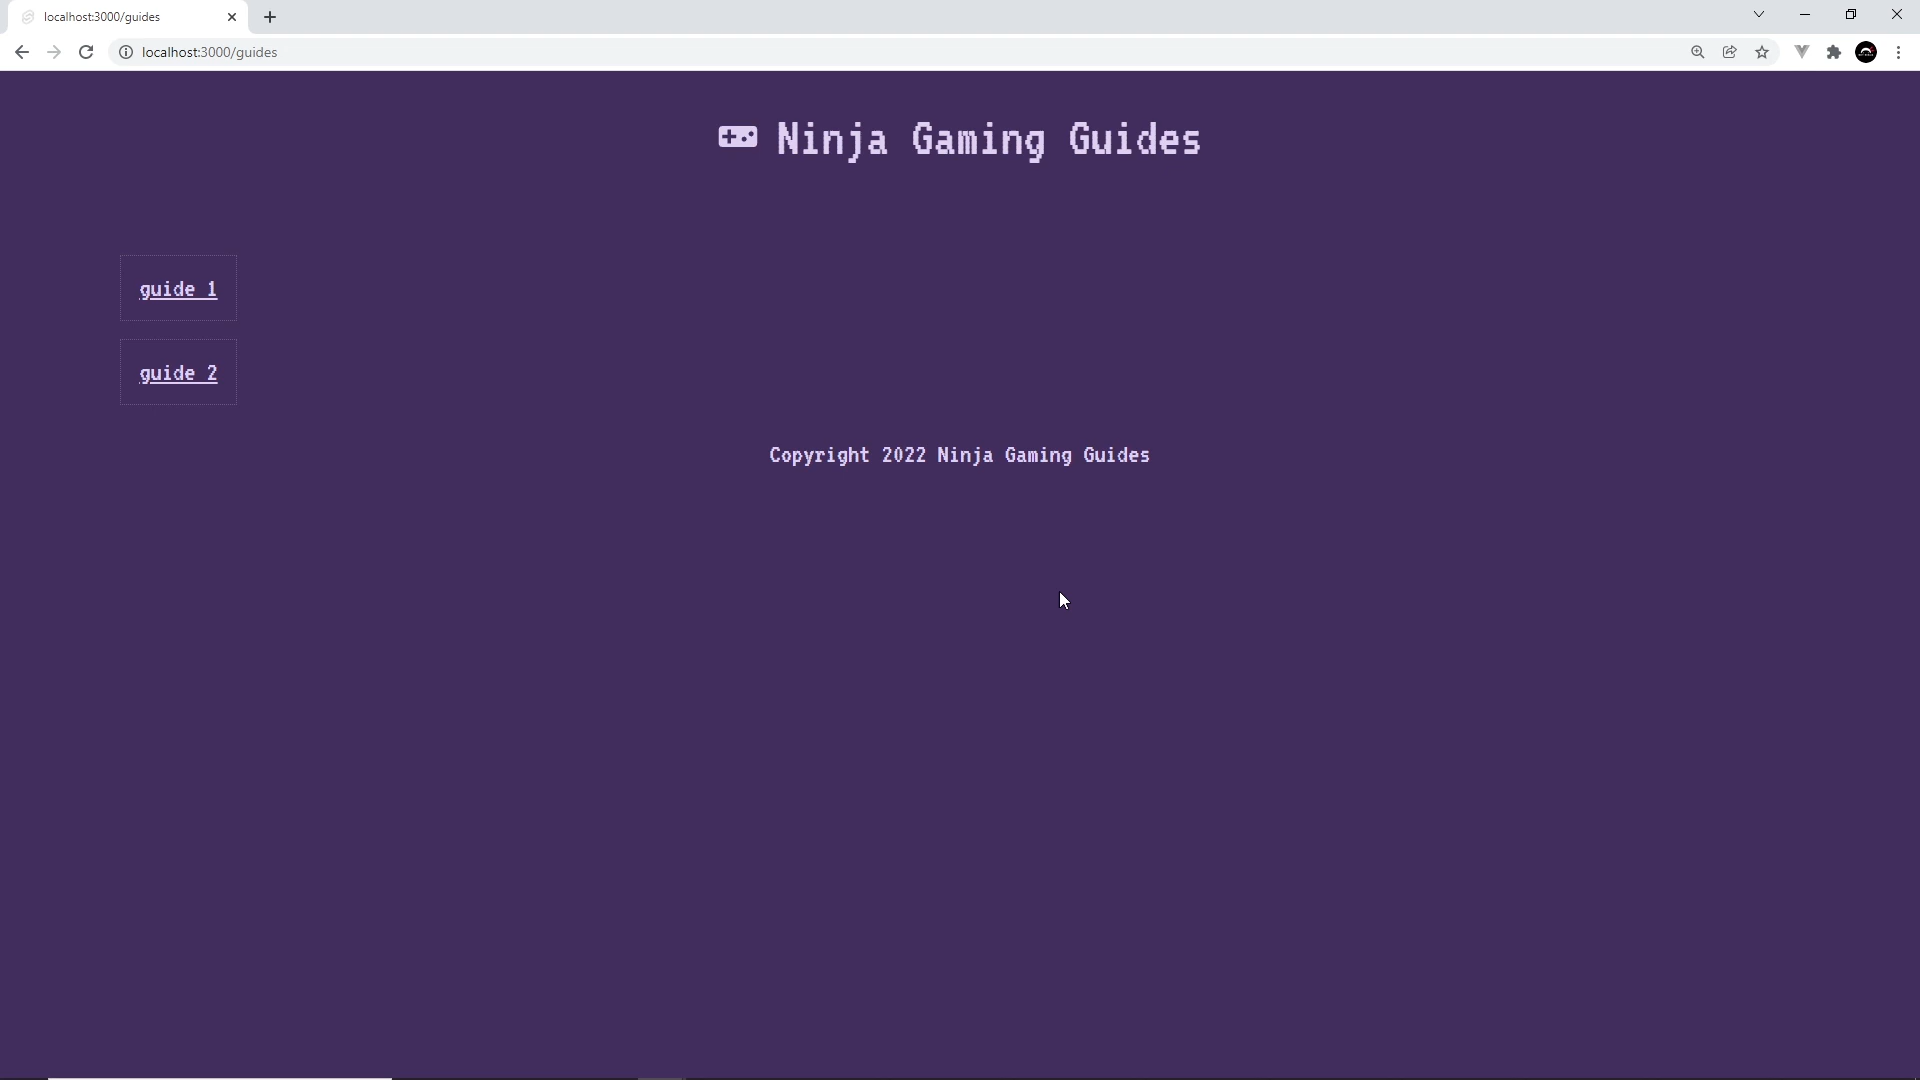 localhost:3000/guides
localhost:3000/guides
Ninja Gaming Guides
guide 1
guide 2
Copyright 2022 Ninja Gaming Guides